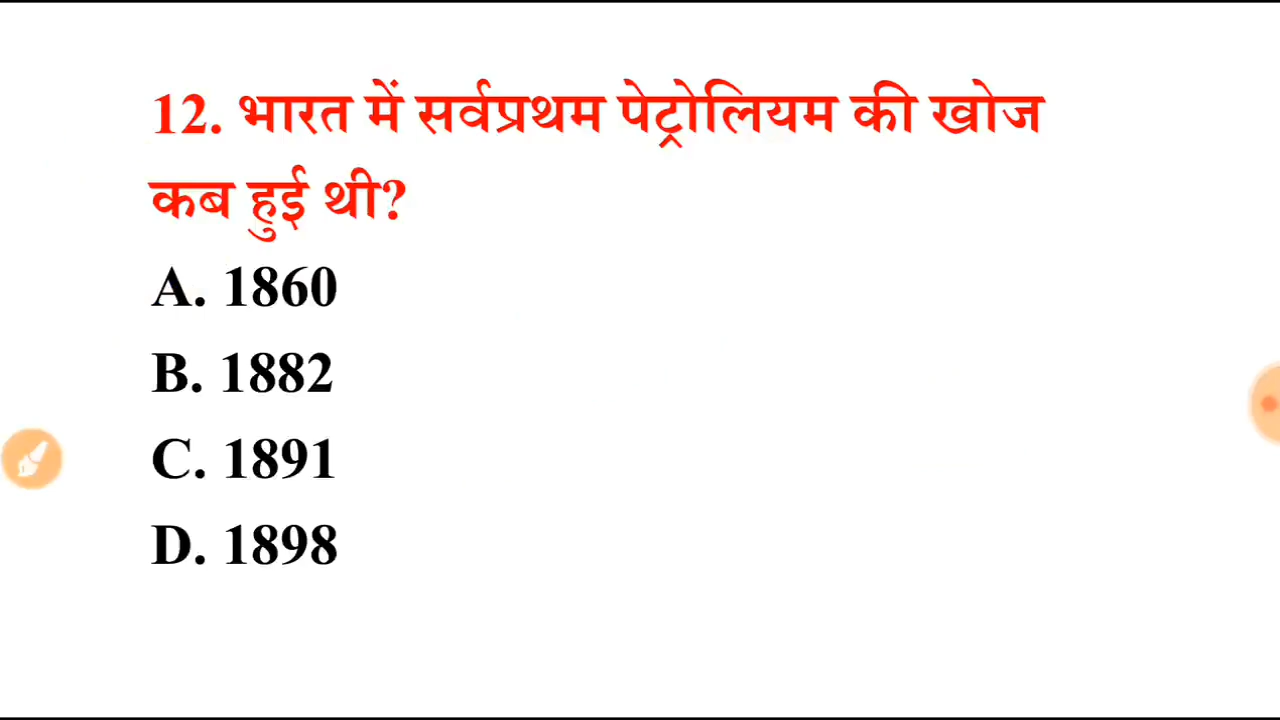 12. भारत में सर्वप्रथम पेट्रोलियम की खोज
कब हुई थी?
A. 1860
B. 1882
C. 1891
D. 1898